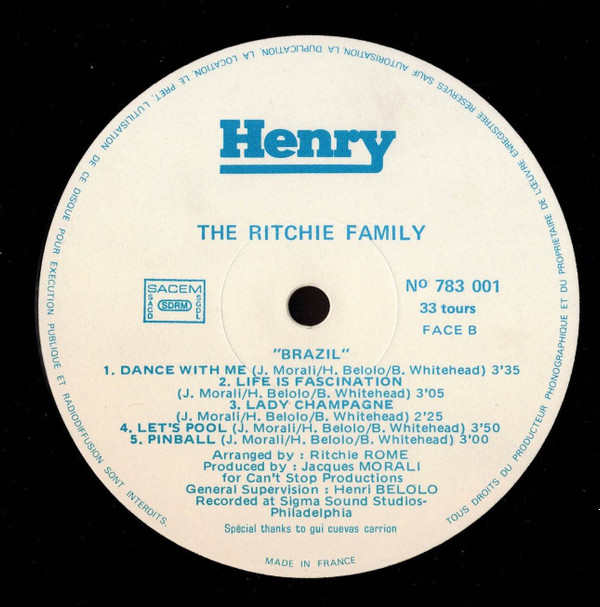 Henry
THE RITCHIE FAMILY
SACEM
SACD
SDRM
SGDL
Nº 783 001
33 tours
FACE B
"BRAZIL"
1. DANCE WITH ME (J. Morali/H. Belolo/B. Whitehead) 3'35
2. LIFE IS FASCINATION
(J. Morali/H. Belolo/B. Whitehead) 3'05
3. LADY CHAMPAGNE
(J. Morali/H. Belolo/B. Whitehead) 2'25
4. LET'S POOL (J. Morali/H. Belolo/B. Whitehead) 3'50
5. PINBALL (J. Morali/H. Belolo/B. Whitehead) 3'00
Arranged by : Ritchie ROME
Produced by : Jacques MORALI
for Can't Stop Productions
General Supervision : Henri BELOLO
Recorded at Sigma Sound Studios-
Philadelphia
Spécial thanks to gui cuevas carrion
MADE IN FRANCE
TOUS DROITS DU PRODUCTEUR PHONOGRAPHIQUE ET DU PROPRIETAIRE DE L'ŒUVRE ENREGISTREE RESERVES. SAUF AUTORISATION, LA DUPLICATION, LA LOCATION, LE PRET, L'UTILISATION DE CE DISQUE POUR EXECUTION PUBLIQUE ET RADIODIFFUSION SONT INTERDITS.